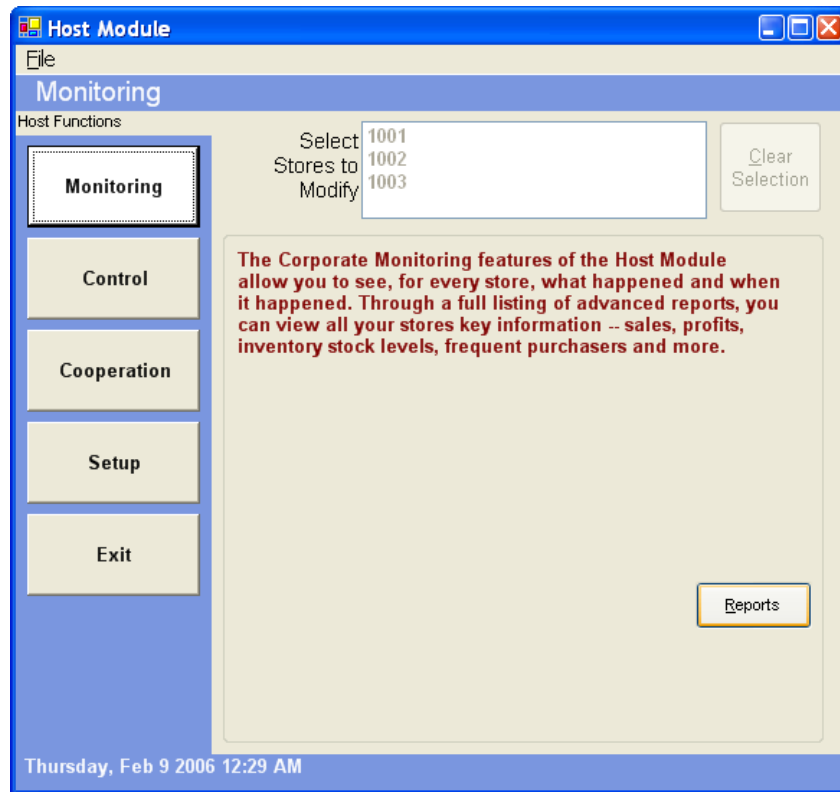 Host Module
File
Monitoring
Host Functions
Monitoring
Control
Cooperation
Setup
Exit
Select
Stores to
Modify
1001
1002
1003
Clear
Selection
The Corporate Monitoring features of the Host Module
allow you to see, for every store, what happened and when
it happened. Through a full listing of advanced reports, you
can view all your stores key information -- sales, profits,
inventory stock levels, frequent purchasers and more.
Reports
Thursday, Feb 9 2006 12:29 AM